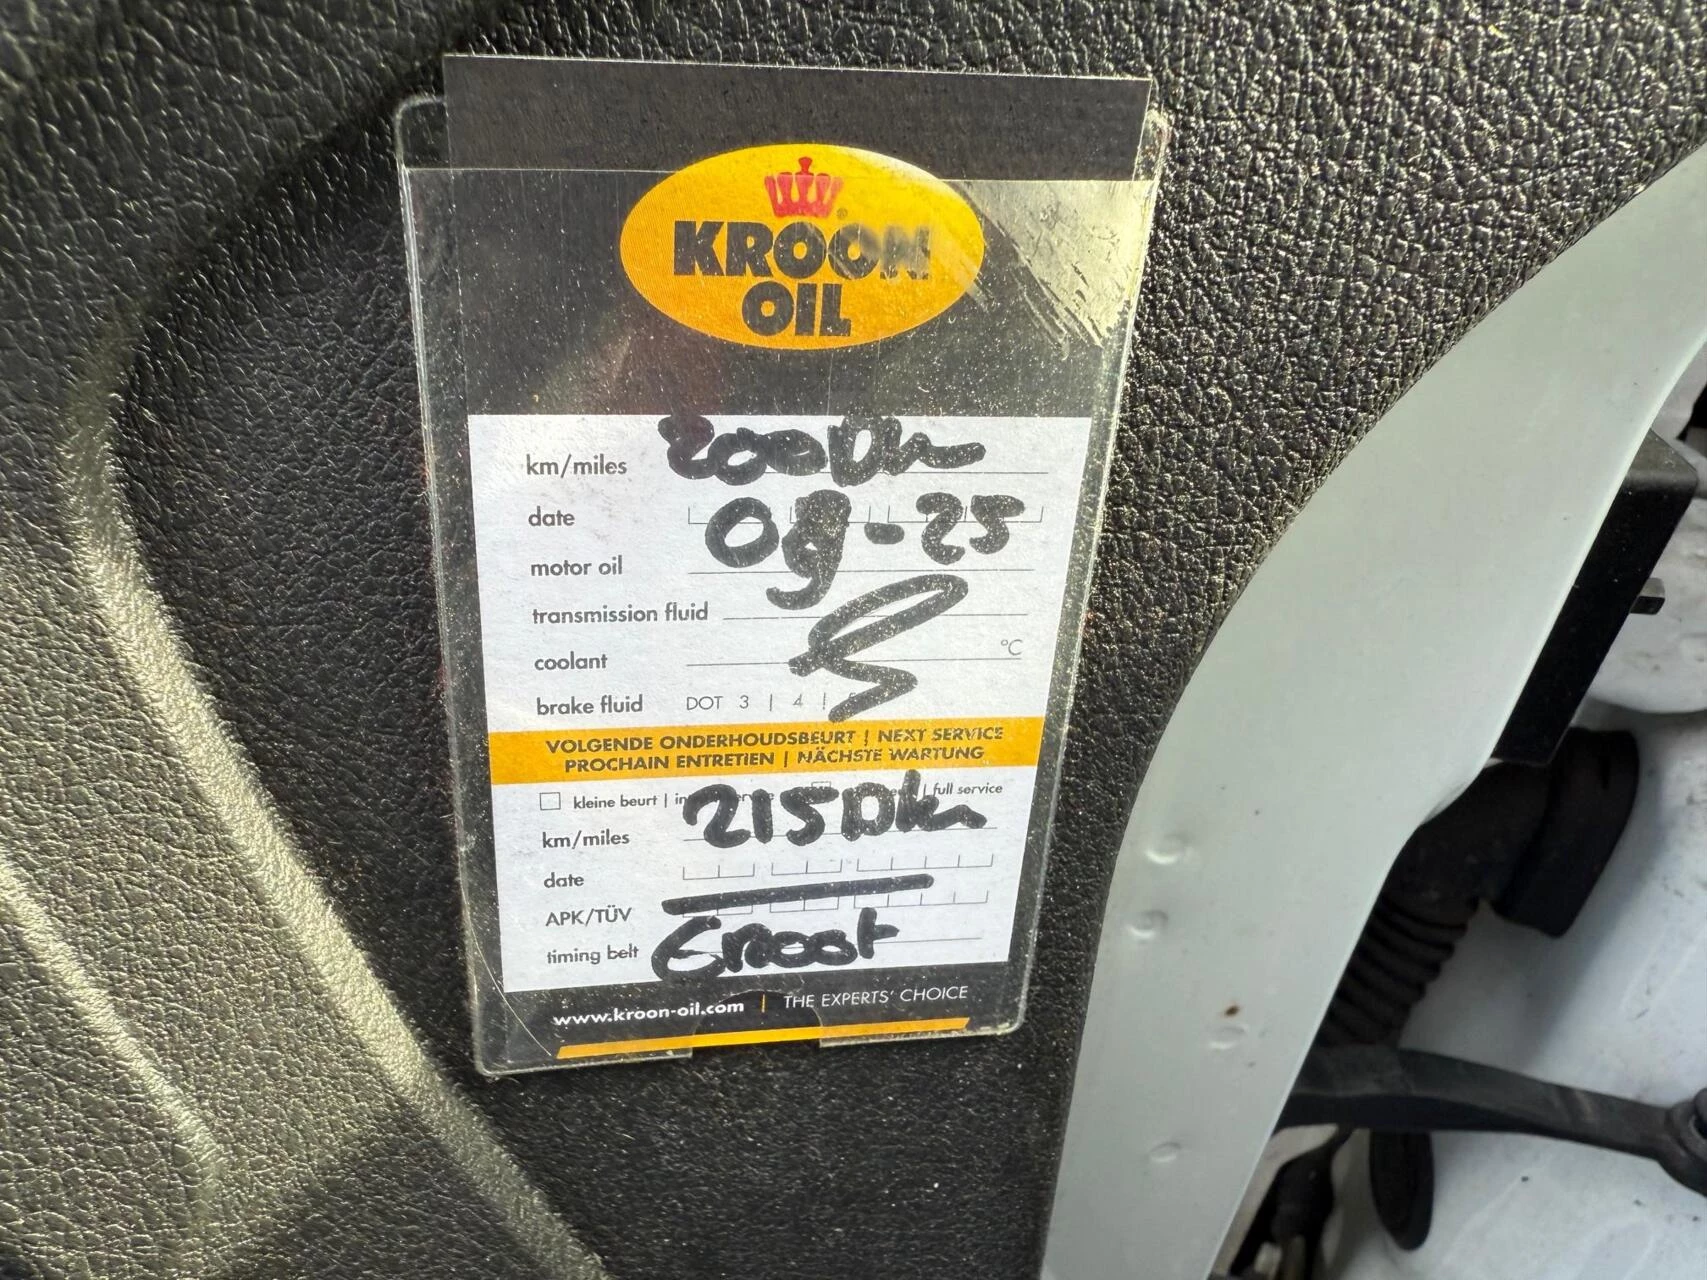 KROON
OIL
km/miles 200Dkm
date 09-25
motor oil
transmission fluid
coolant °C
brake fluid DOT 3 | 4 |
VOLGENDE ONDERHOUDSBEURT | NEXT SERVICE
PROCHAIN ENTRETIEN | NÄCHSTE WARTUNG
kleine beurt | full service
km/miles 215Dkm
date
APK/TÜV
timing belt Groot
www.kroon-oil.com | THE EXPERTS' CHOICE